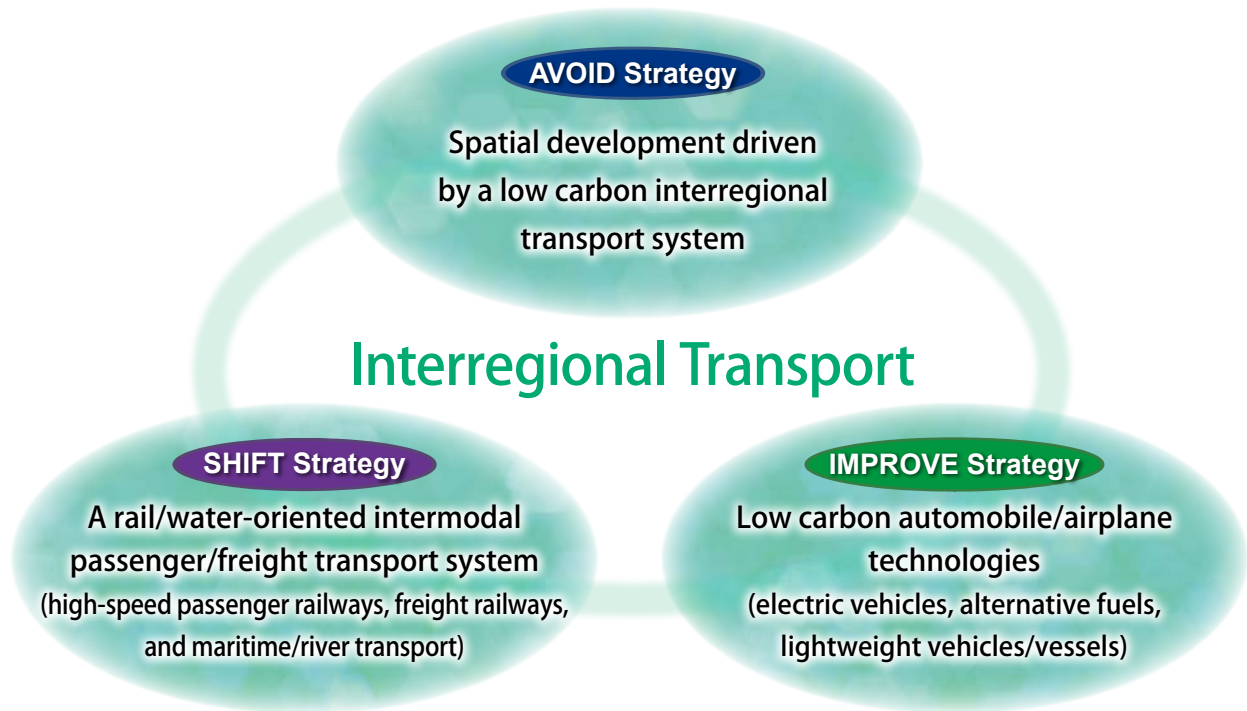 AVOID Strategy
Spatial development driven
by a low carbon interregional
transport system
Interregional Transport
SHIFT Strategy
A rail/water-oriented intermodal
passenger/freight transport system
(high-speed passenger railways, freight railways,
and maritime/river transport)
IMPROVE Strategy
Low carbon automobile/airplane
technologies
(electric vehicles, alternative fuels,
lightweight vehicles/vessels)